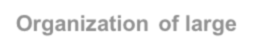 Organization of large